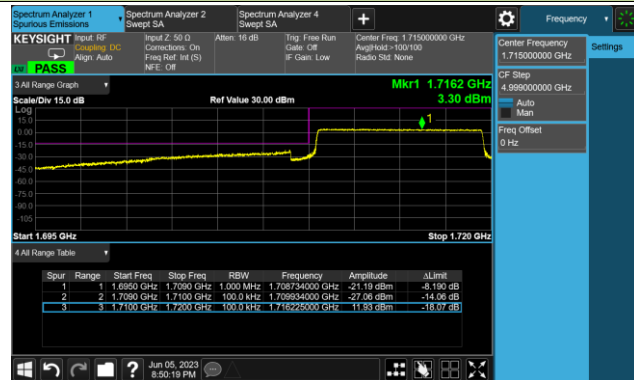 Spectrum Analyzer 1
Spurious Emissions
Spectrum Analyzer 2
Swept SA
Spectrum Analyzer 4
Swept SA
Frequency
KEYSIGHT
Input: RF
Coupling: DC
Align: Auto
Input Z: 50 Ω
Corrections: On
Freq Ref: Int (S)
NFE: Off
Atten: 16 dB
Trig: Free Run
Gate: Off
IF Gain: Low
Center Freq: 1.715000000 GHz
Avg|Hold:>100/100
Radio Std: None
PASS
Center Frequency
1.715000000 GHz
Settings
CF Step
4.999000000 GHz
Auto
Man
Freq Offset
0 Hz
3 All Range Graph
Mkr1 1.7162 GHz
3.30 dBm
Scale/Div 15.0 dB
Ref Value 30.00 dBm
Log
15.0
0.00
-15.0
-30.0
-45.0
-60.0
-75.0
-90.0
-105
1
Start 1.695 GHz
Stop 1.720 GHz
4 All Range Table
Spur Range Start Freq Stop Freq RBW Frequency Amplitude ΔLimit
1 1 1.6950 GHz 1.7090 GHz 1.000 MHz 1.708734000 GHz -21.19 dBm -8.190 dB
2 2 1.7090 GHz 1.7100 GHz 100.0 kHz 1.709934000 GHz -27.06 dBm -14.06 dB
3 3 1.7100 GHz 1.7200 GHz 100.0 kHz 1.716225000 GHz 11.93 dBm -18.07 dB
Jun 05, 2023
8:50:19 PM